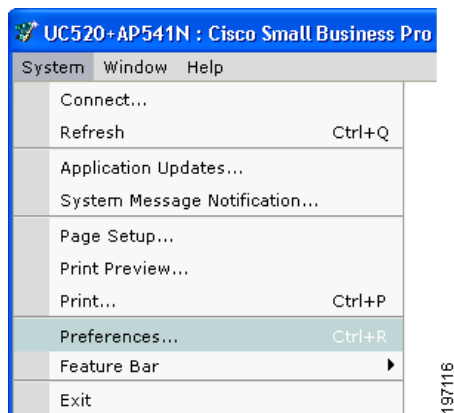 UC520+AP541N : Cisco Small Business Pro
System Window Help
Connect...
Refresh Ctrl+Q
Application Updates...
System Message Notification...
Page Setup...
Print Preview...
Print... Ctrl+P
Preferences... Ctrl+R
Feature Bar
Exit
197116